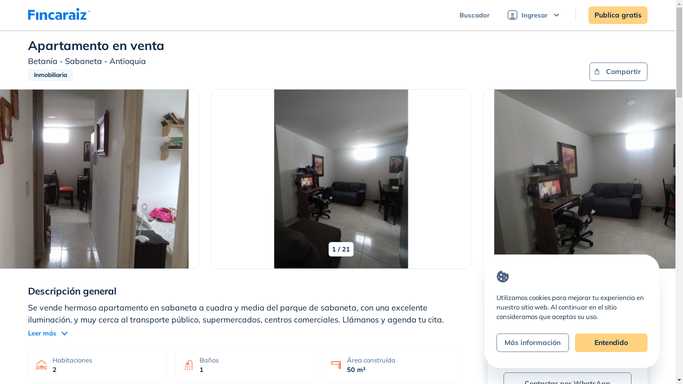 Fincaraiz
Buscador
Ingresar
Publica gratis
Apartamento en venta
Betanía - Sabaneta - Antioquia
Inmobiliaria
Compartir
1 / 21
Descripción general
Se vende hermoso apartamento en sabaneta a cuadra y media del parque de sabaneta, con una excelente
iluminación, y muy cerca al transporte público, supermercados, centros comerciales. Llámanos y agenda tu cita.
Leer más
Habitaciones
2
Baños
1
Área construida
50 m²
Utilizamos cookies para mejorar tu experiencia en
nuestro sitio web. Al continuar en el sitio
consideramos que aceptas su uso.
Más información
Entendido
Contactar por WhatsApp